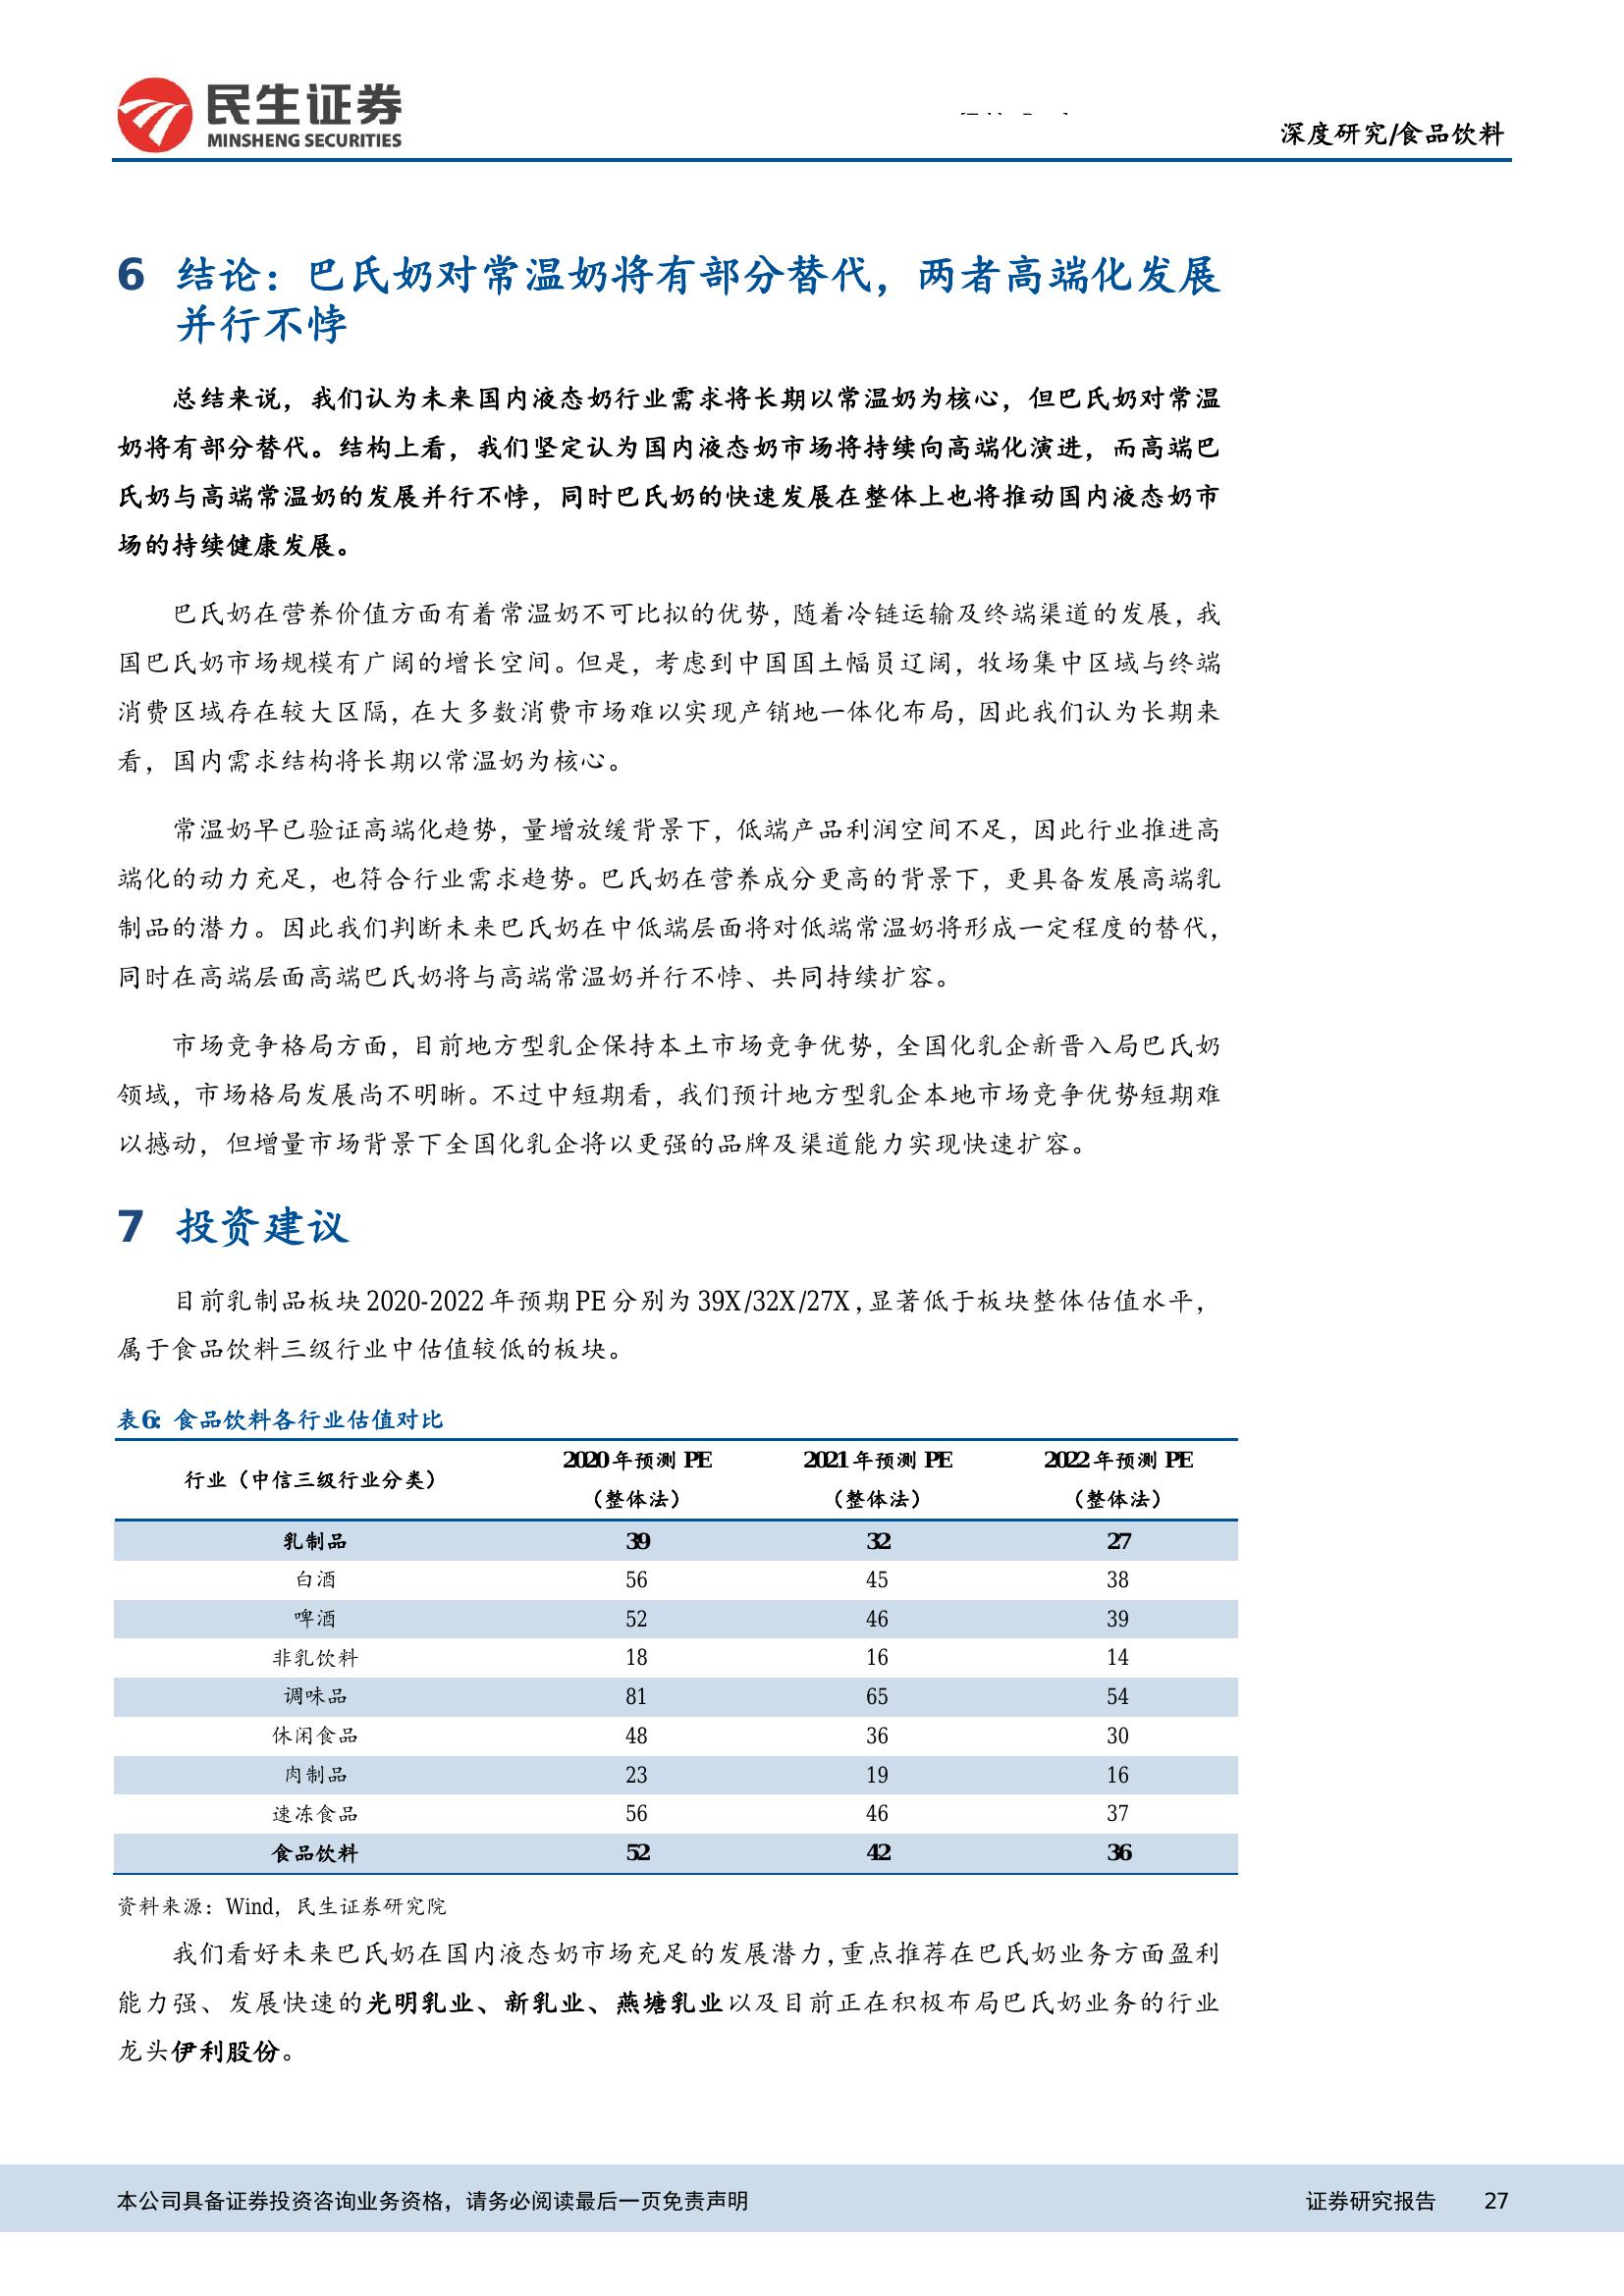 民生证券
MINSHENG SECURITIES
深度研究/食品饮料
6 结论：巴氏奶对常温奶将有部分替代，两者高端化发展
并行不悖
总结来说，我们认为未来国内液态奶行业需求将长期以常温奶为核心，但巴氏奶对常温
奶将有部分替代。结构上看，我们坚定认为国内液态奶市场将持续向高端化演进，而高端巴
氏奶与高端常温奶的发展并行不悖，同时巴氏奶的快速发展在整体上也将推动国内液态奶市
场的持续健康发展。
巴氏奶在营养价值方面有着常温奶不可比拟的优势，随着冷链运输及终端渠道的发展，我
国巴氏奶市场规模有广阔的增长空间。但是，考虑到中国国土幅员辽阔，牧场集中区域与终端
消费区域存在较大区隔，在大多数消费市场难以实现产销地一体化布局，因此我们认为长期来
看，国内需求结构将长期以常温奶为核心。
常温奶早已验证高端化趋势，量增放缓背景下，低端产品利润空间不足，因此行业推进高
端化的动力充足，也符合行业需求趋势。巴氏奶在营养成分更高的背景下，更具备发展高端乳
制品的潜力。因此我们判断未来巴氏奶在中低端层面将对低端常温奶将形成一定程度的替代，
同时在高端层面高端巴氏奶将与高端常温奶并行不悖、共同持续扩容。
市场竞争格局方面，目前地方型乳企保持本土市场竞争优势，全国化乳企新晋入局巴氏奶
领域，市场格局发展尚不明晰。不过中短期看，我们预计地方型乳企本地市场竞争优势短期难
以撼动，但增量市场背景下全国化乳企将以更强的品牌及渠道能力实现快速扩容。
7 投资建议
目前乳制品板块 2020-2022 年预期 PE 分别为 39X/32X/27X，显著低于板块整体估值水平，
属于食品饮料三级行业中估值较低的板块。
表6：食品饮料各行业估值对比
行业（中信三级行业分类） 2020 年预测 PE（整体法） 2021 年预测 PE（整体法） 2022 年预测 PE（整体法）
乳制品 39 32 27
白酒 56 45 38
啤酒 52 46 39
非乳饮料 18 16 14
调味品 81 65 54
休闲食品 48 36 30
肉制品 23 19 16
速冻食品 56 46 37
食品饮料 52 42 36
资料来源：Wind，民生证券研究院
我们看好未来巴氏奶在国内液态奶市场充足的发展潜力，重点推荐在巴氏奶业务方面盈利
能力强、发展快速的光明乳业、新乳业、燕塘乳业以及目前正在积极布局巴氏奶业务的行业
龙头伊利股份。
本公司具备证券投资咨询业务资格，请务必阅读最后一页免责声明 证券研究报告 27